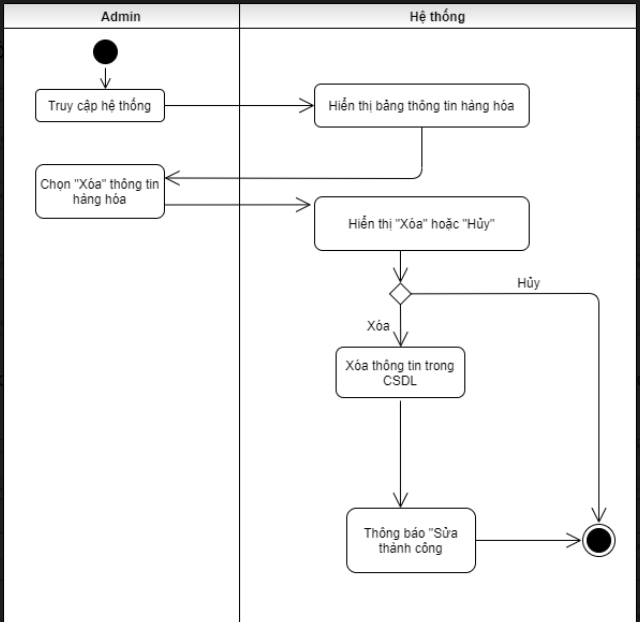 Admin
Hệ thống
Truy cập hệ thống
Hiển thị bảng thông tin hàng hóa
Chọn "Xóa" thông tin
hàng hóa
Hiển thị "Xóa" hoặc "Hủy"
Hủy
Xóa
Xóa thông tin trong
CSDL
Thông báo "Sửa
thành công